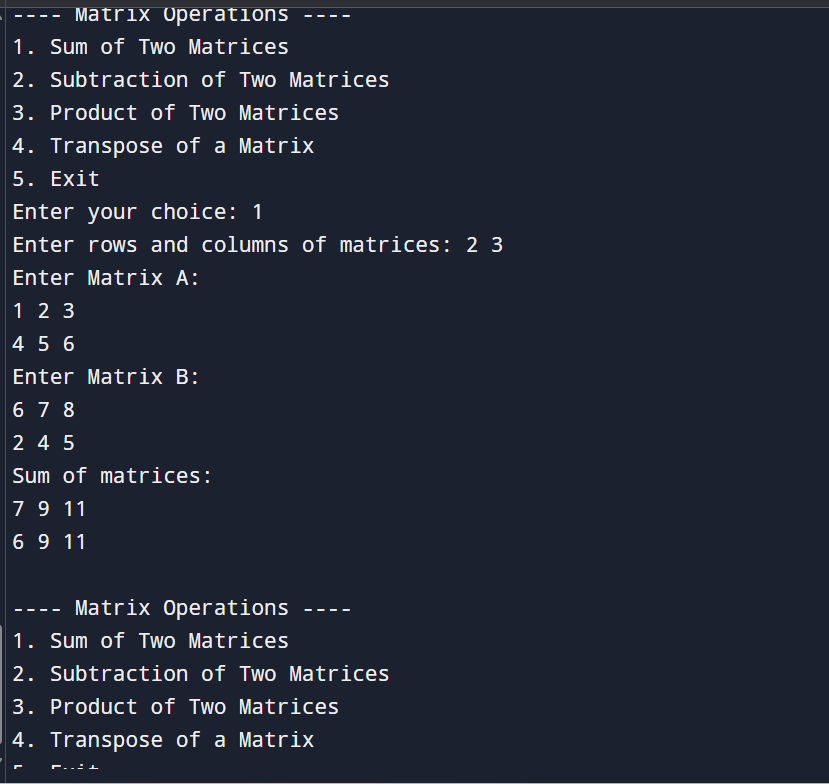 ---- Matrix Operations ----
1. Sum of Two Matrices
2. Subtraction of Two Matrices
3. Product of Two Matrices
4. Transpose of a Matrix
5. Exit
Enter your choice: 1
Enter rows and columns of matrices: 2 3
Enter Matrix A:
1 2 3
4 5 6
Enter Matrix B:
6 7 8
2 4 5
Sum of matrices:
7 9 11
6 9 11

---- Matrix Operations ----
1. Sum of Two Matrices
2. Subtraction of Two Matrices
3. Product of Two Matrices
4. Transpose of a Matrix
5. Exit